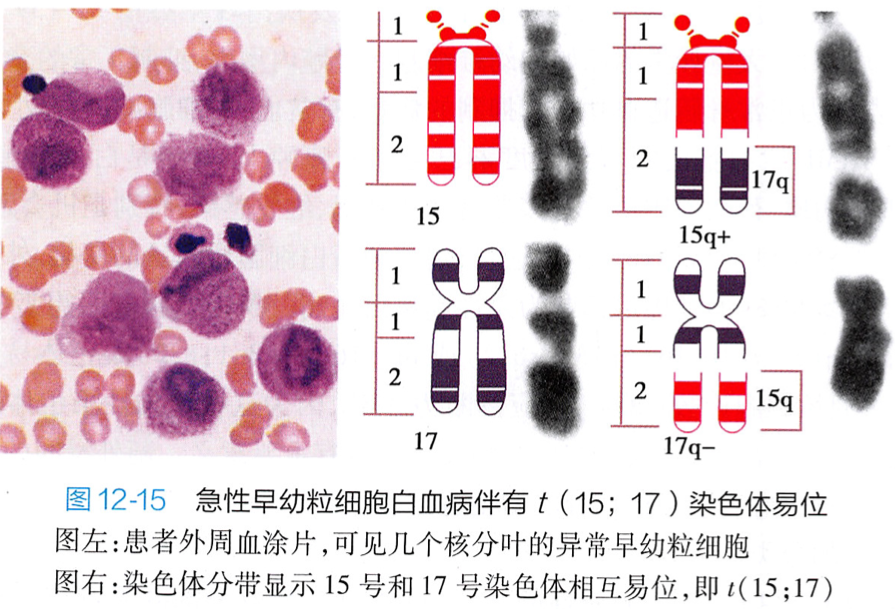 1
1
2
15
1
1
2
17q
15q+
1
1
2
17
1
1
2
15q
17q−
图 12-15 急性早幼粒细胞白血病伴有 t（15；17）染色体易位
图左:患者外周血涂片,可见几个核分叶的异常早幼粒细胞
图右:染色体分带显示 15 号和 17 号染色体相互易位,即 t(15;17)